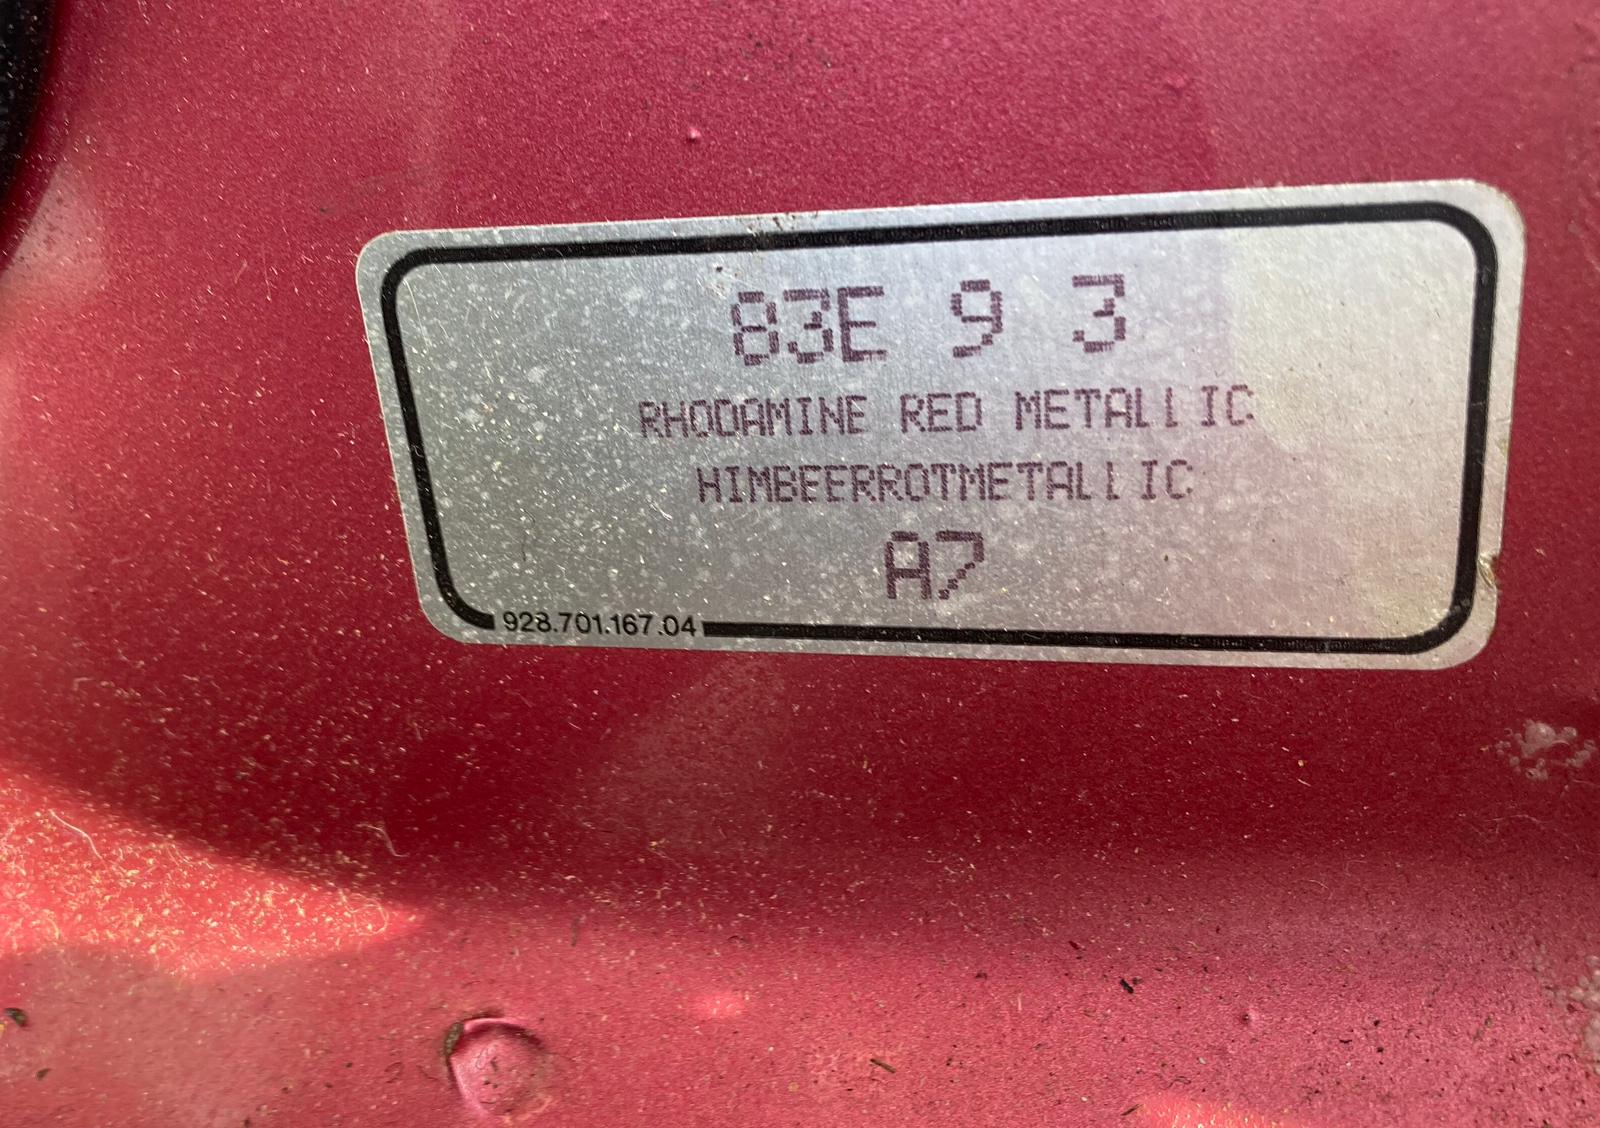 83E 9 3
RHODAMINE RED METALLIC
HIMBEERROTMETALLIC
A7
928.701.167.04